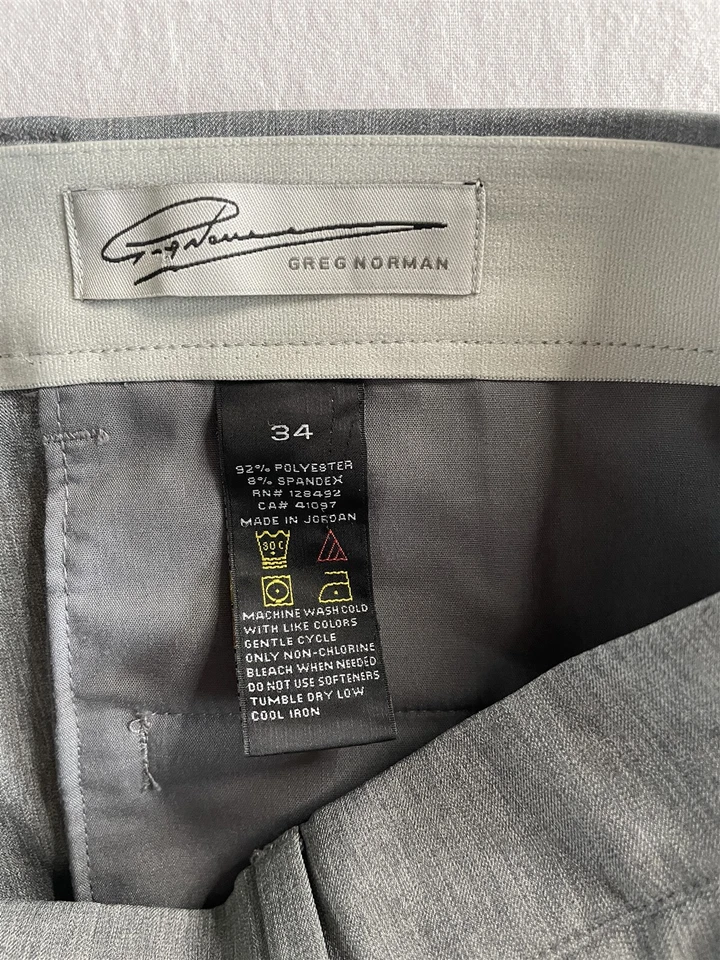 Greg Norman
GREG NORMAN
34
92% POLYESTER
8% SPANDEX
RN# 128492
CA# 41097
MADE IN JORDAN
30 C
MACHINE WASH COLD
WITH LIKE COLORS
GENTLE CYCLE
ONLY NON-CHLORINE
BLEACH WHEN NEEDED
DO NOT USE SOFTENERS
TUMBLE DRY LOW
COOL IRON